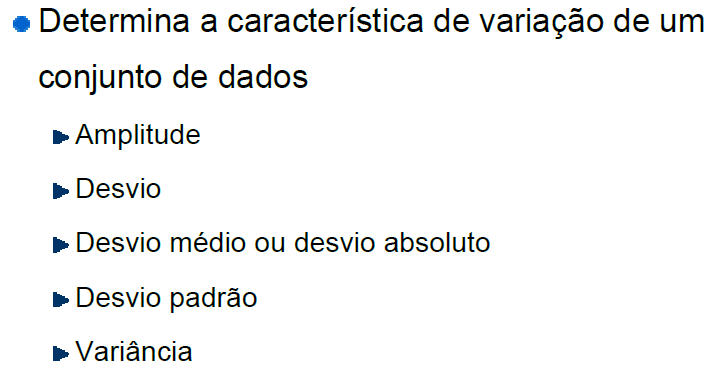 Determina a característica de variação de um
conjunto de dados
Amplitude
Desvio
Desvio médio ou desvio absoluto
Desvio padrão
Variância